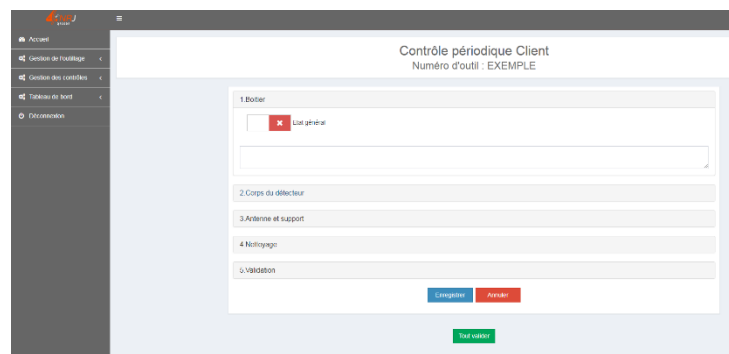 Accueil
Gestion de l'outillage
Gestion des contrôles
Tableau de bord
Déconnexion
Contrôle périodique Client
Numéro d'outil : EXEMPLE
1.Boitier
Etat général
2.Corps du détecteur
3.Antenne et support
4.Nettoyage
5.Validation
Enregistrer
Annuler
Tout valider